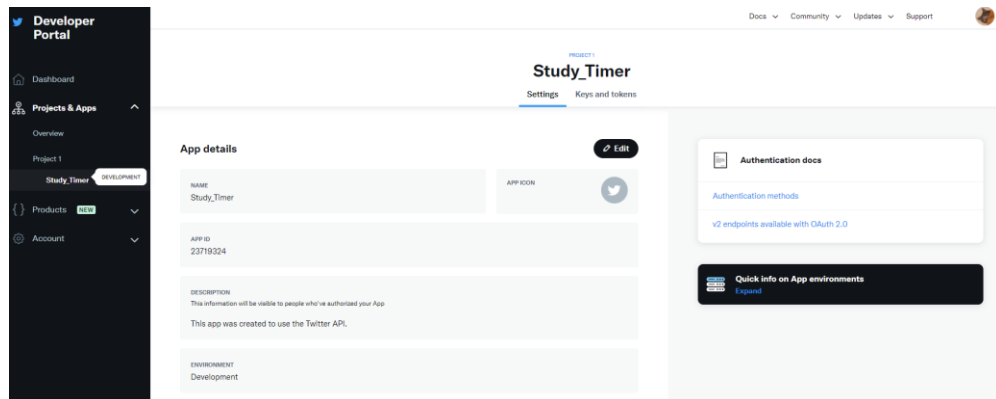 Developer
Portal
Docs
Community
Updates
Support
PROJECT 1
Study_Timer
Settings
Keys and tokens
Dashboard
Projects & Apps
Overview
Project 1
Study_Timer
DEVELOPMENT
Products NEW
Account
App details
Edit
NAME
Study_Timer
APP ICON
APP ID
23719324
DESCRIPTION
This information will be visible to people who've authorized your App
This app was created to use the Twitter API.
ENVIRONMENT
Development
Authentication docs
Authentication methods
v2 endpoints available with OAuth 2.0
Quick info on App environments
Expand